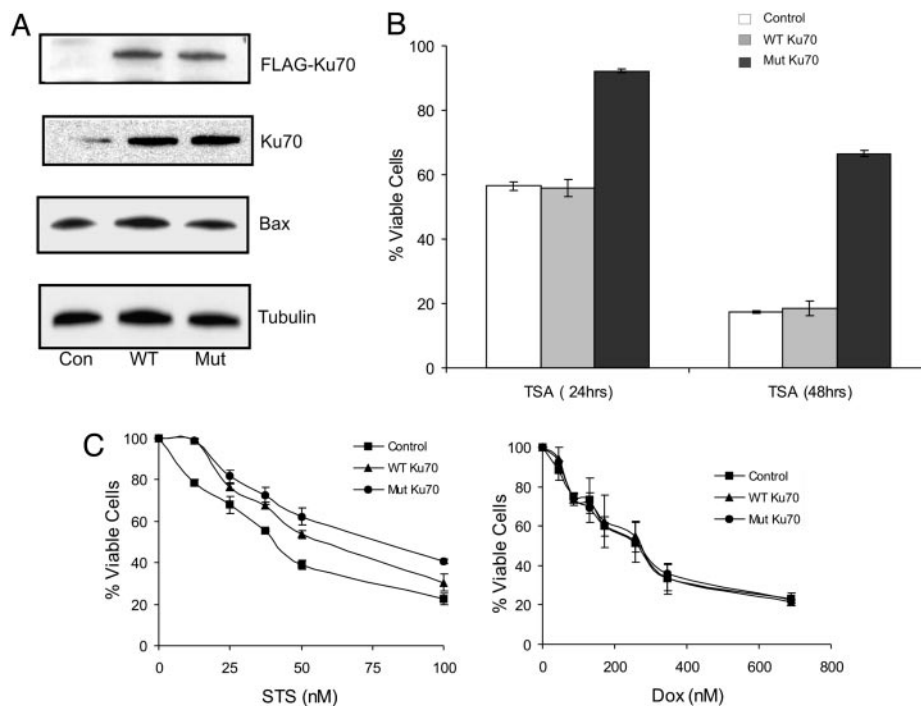 A
FLAG-Ku70
Ku70
Bax
Tubulin
Con WT Mut
B
Control
WT Ku70
Mut Ku70
% Viable Cells
100
80
60
40
20
0
TSA ( 24hrs)
TSA (48hrs)
C
% Viable Cells
100
80
60
40
20
0
Control
WT Ku70
Mut Ku70
0 25 50 75 100
STS (nM)
% Viable Cells
100
80
60
40
20
0
Control
WT Ku70
Mut Ku70
0 200 400 600 800
Dox (nM)